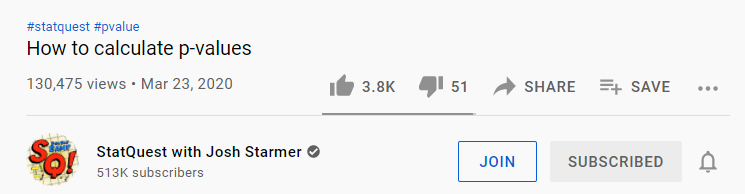 #statquest #pvalue
How to calculate p-values
130,475 views • Mar 23, 2020
3.8K 51 SHARE SAVE
SQ!
StatQuest with Josh Starmer
513K subscribers
JOIN SUBSCRIBED